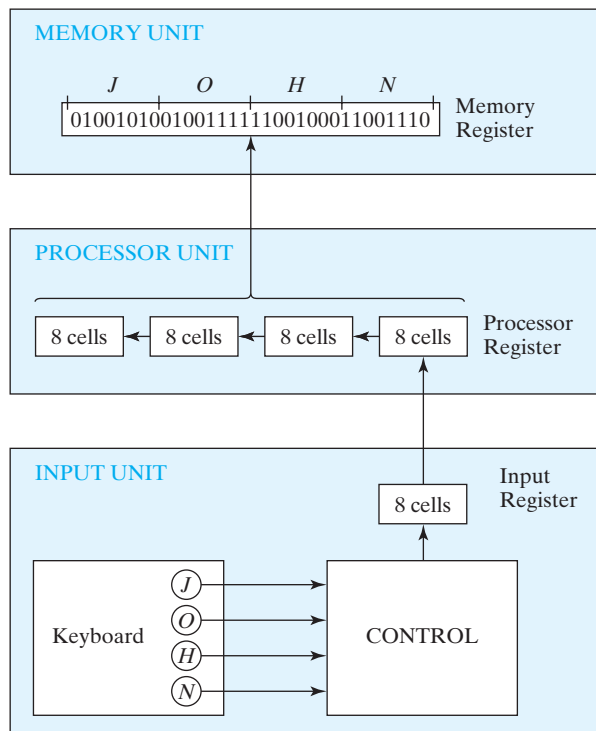 MEMORY UNIT
J O H N
01001010010011111100100011001110
Memory
Register
PROCESSOR UNIT
8 cells 8 cells 8 cells 8 cells
Processor
Register
INPUT UNIT
Input
Register
8 cells
J
O
Keyboard
CONTROL
H
N